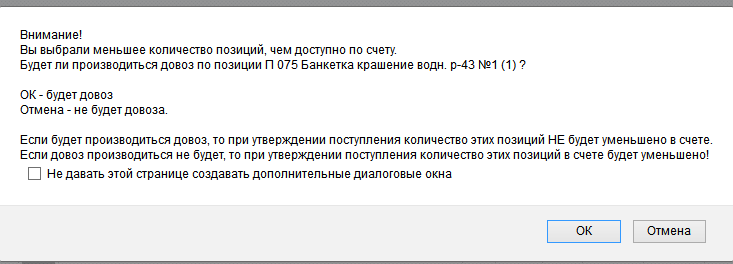 Внимание!
Вы выбрали меньшее количество позиций, чем доступно по счету.
Будет ли производиться довоз по позиции П 075 Банкетка крашение водн. р-43 №1 (1) ?
ОК - будет довоз
Отмена - не будет довоза.
Если будет производиться довоз, то при утверждении поступления количество этих позиций НЕ будет уменьшено в счете.
Если довоз производиться не будет, то при утверждении поступления количество этих позиций в счете будет уменьшено!
Не давать этой странице создавать дополнительные диалоговые окна
ОК Отмена